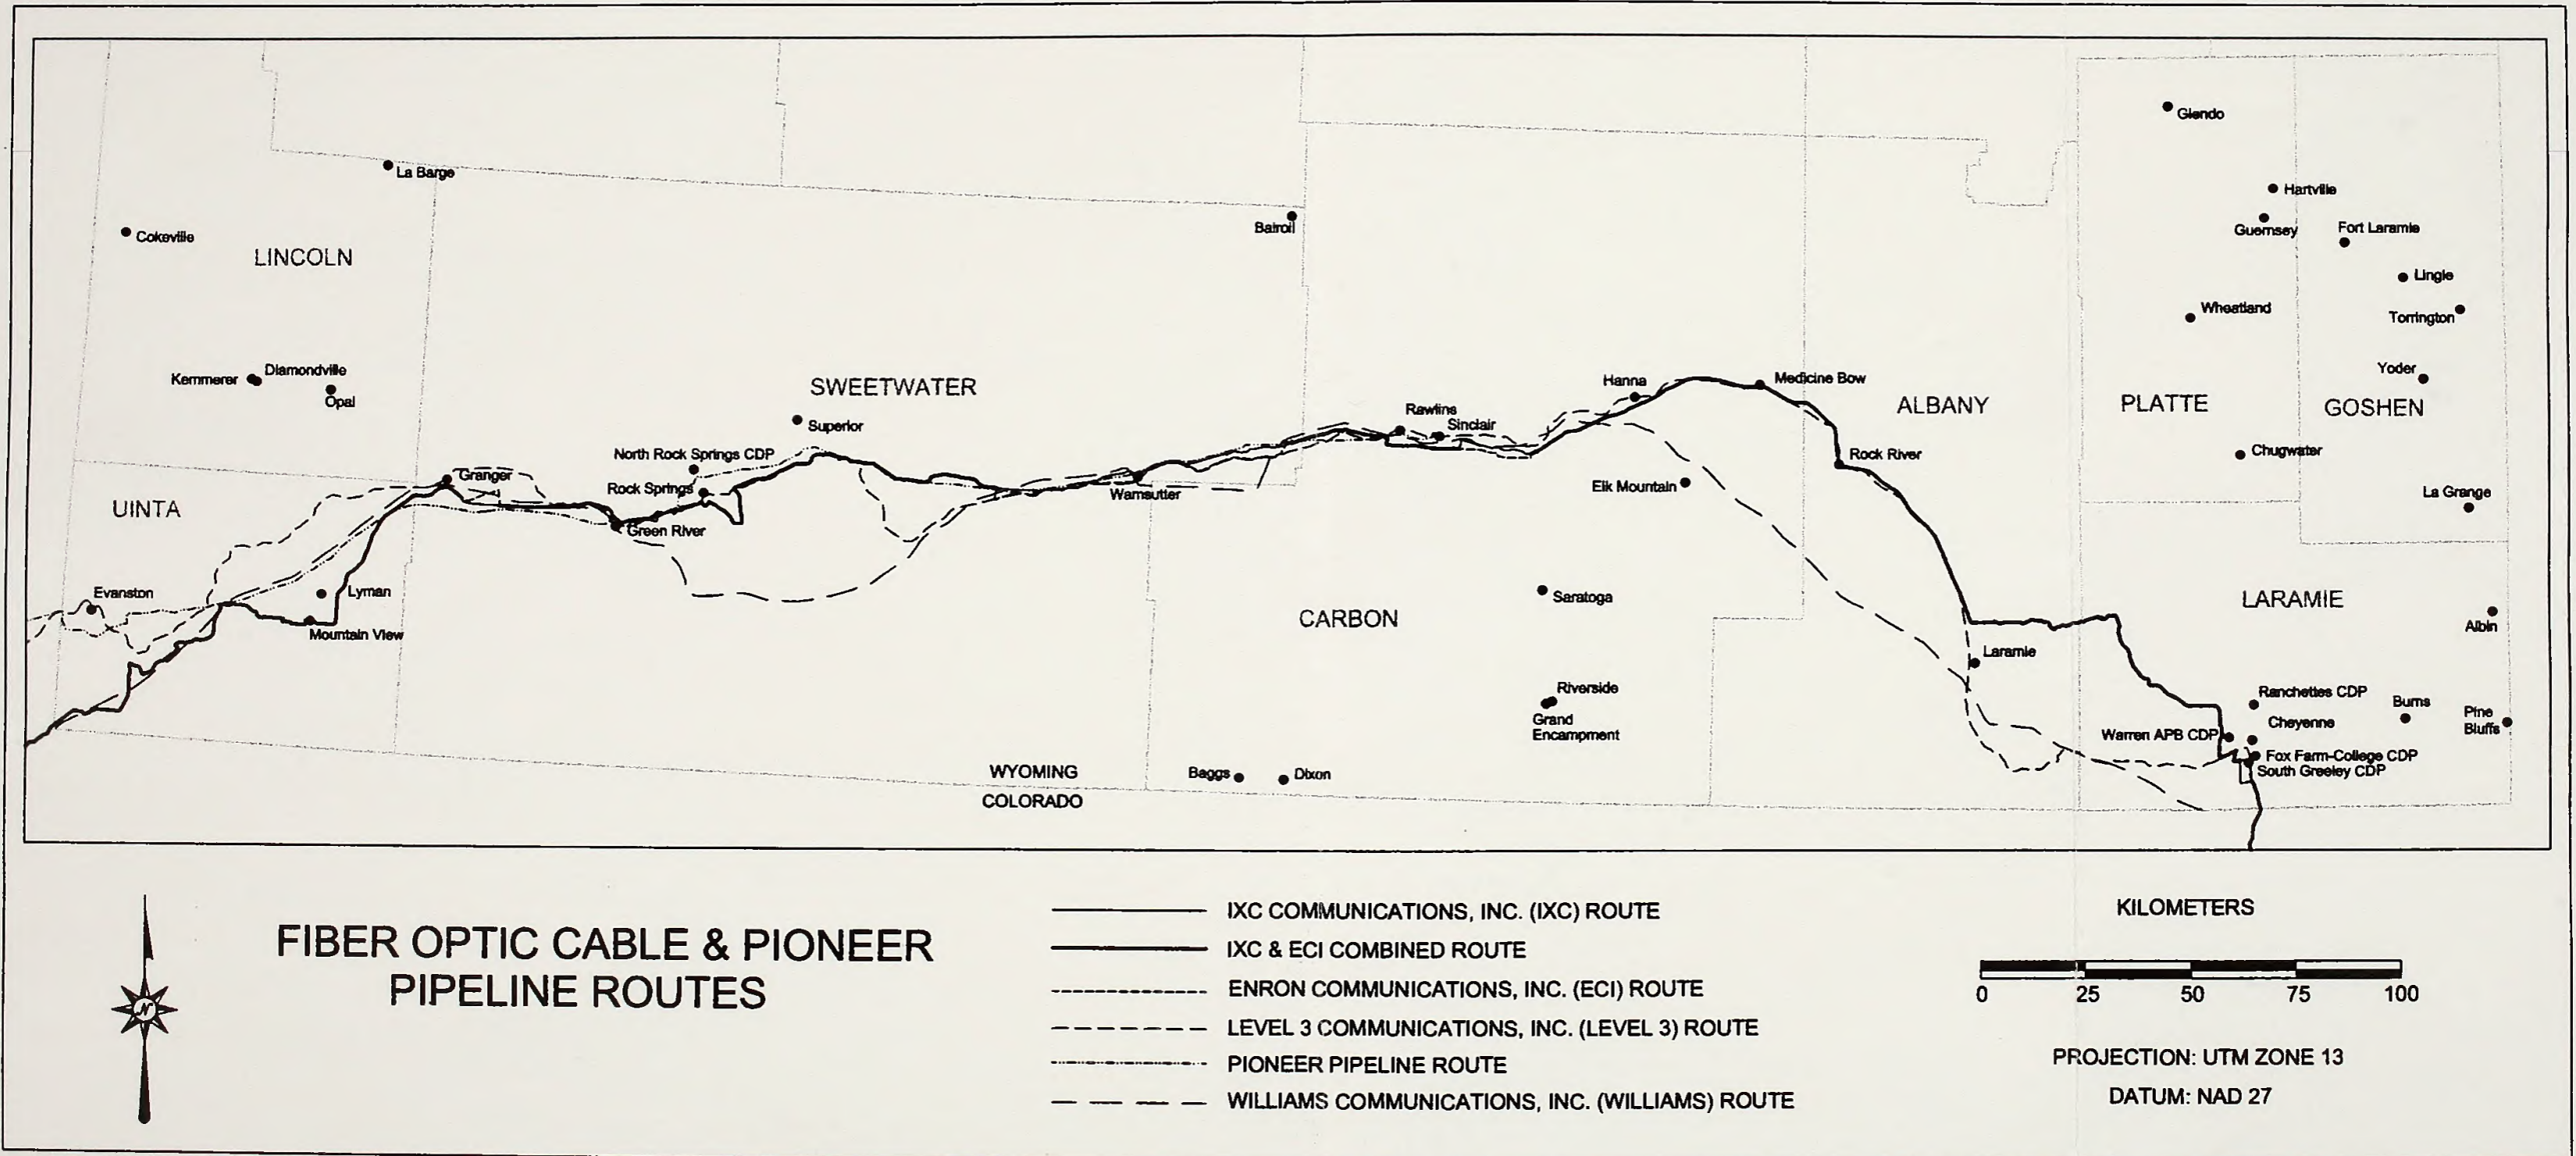 Glendo
La Barge
Hartville
Bairoil
Guernsey
Fort Laramie
Cokeville
LINCOLN
Lingle
Wheatland
Torrington
Kemmerer
Diamondville
Opal
SWEETWATER
Hanna
Medicine Bow
Yoder
ALBANY
PLATTE
GOSHEN
Superior
Rawlins
Sinclair
North Rock Springs CDP
Rock River
Chugwater
Granger
Rock Springs
Wamsutter
Elk Mountain
La Grange
UINTA
Green River
Evanston
Lyman
Saratoga
LARAMIE
Mountain View
CARBON
Albin
Laramie
Riverside
Grand
Encampment
Ranchettes CDP
Burns
Pine
Bluffs
Cheyenne
Warren APB CDP
Fox Farm-College CDP
South Greeley CDP
WYOMING
COLORADO
Baggs
Dixon
FIBER OPTIC CABLE & PIONEER
PIPELINE ROUTES
N
IXC COMMUNICATIONS, INC. (IXC) ROUTE
IXC & ECI COMBINED ROUTE
ENRON COMMUNICATIONS, INC. (ECI) ROUTE
LEVEL 3 COMMUNICATIONS, INC. (LEVEL 3) ROUTE
PIONEER PIPELINE ROUTE
WILLIAMS COMMUNICATIONS, INC. (WILLIAMS) ROUTE
KILOMETERS
0 25 50 75 100
PROJECTION: UTM ZONE 13
DATUM: NAD 27